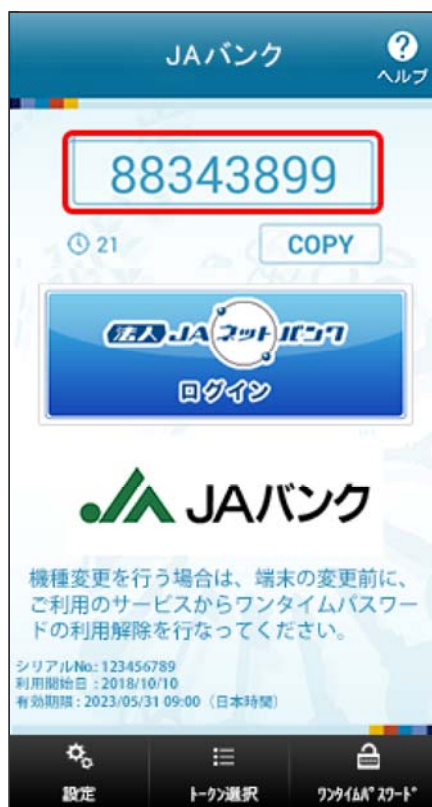 JAバンク
ヘルプ
88343899
21
COPY
法人JAネットバンク
ログイン
JAバンク
機種変更を行う場合は、端末の変更前に、
ご利用のサービスからワンタイムパスワー
ドの利用解除を行なってください。
シリアルNo.: 123456789
利用開始日 : 2018/10/10
有効期限 : 2023/05/31 09:00（日本時間）
設定
トークン選択
ワンタイムパスワード